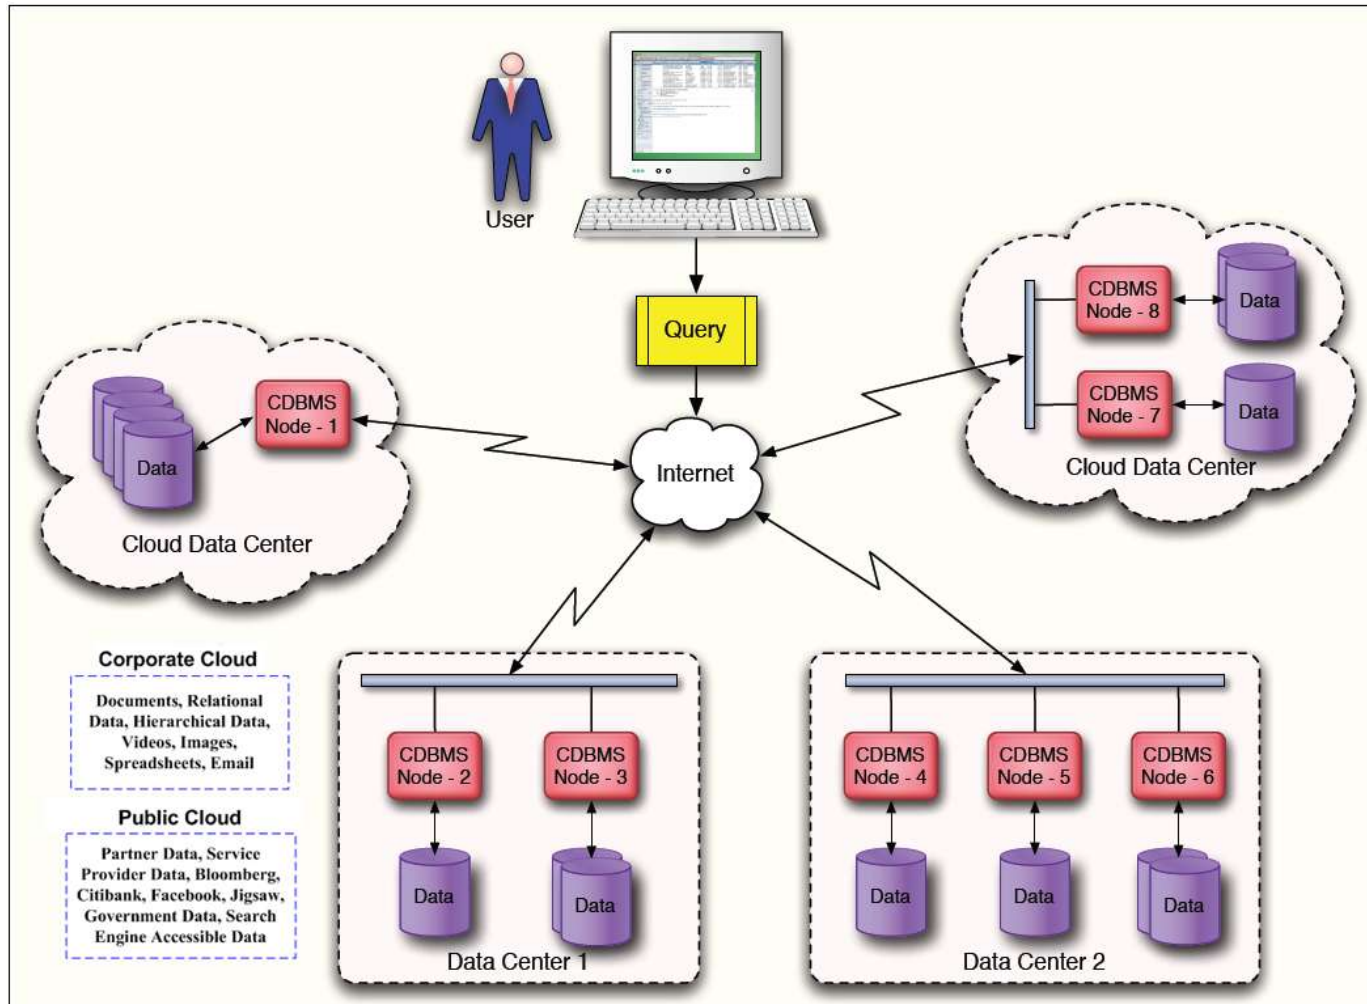 User
Query
Internet
CDBMS
Node - 1
Data
Cloud Data Center
CDBMS
Node - 8
Data
CDBMS
Node - 7
Data
Cloud Data Center
Corporate Cloud
Documents, Relational
Data, Hierarchical Data,
Videos, Images,
Spreadsheets, Email
Public Cloud
Partner Data, Service
Provider Data, Bloomberg,
Citibank, Facebook, Jigsaw,
Government Data, Search
Engine Accessible Data
CDBMS
Node - 2
CDBMS
Node - 3
Data
Data
Data Center 1
CDBMS
Node - 4
CDBMS
Node - 5
CDBMS
Node - 6
Data
Data
Data
Data Center 2